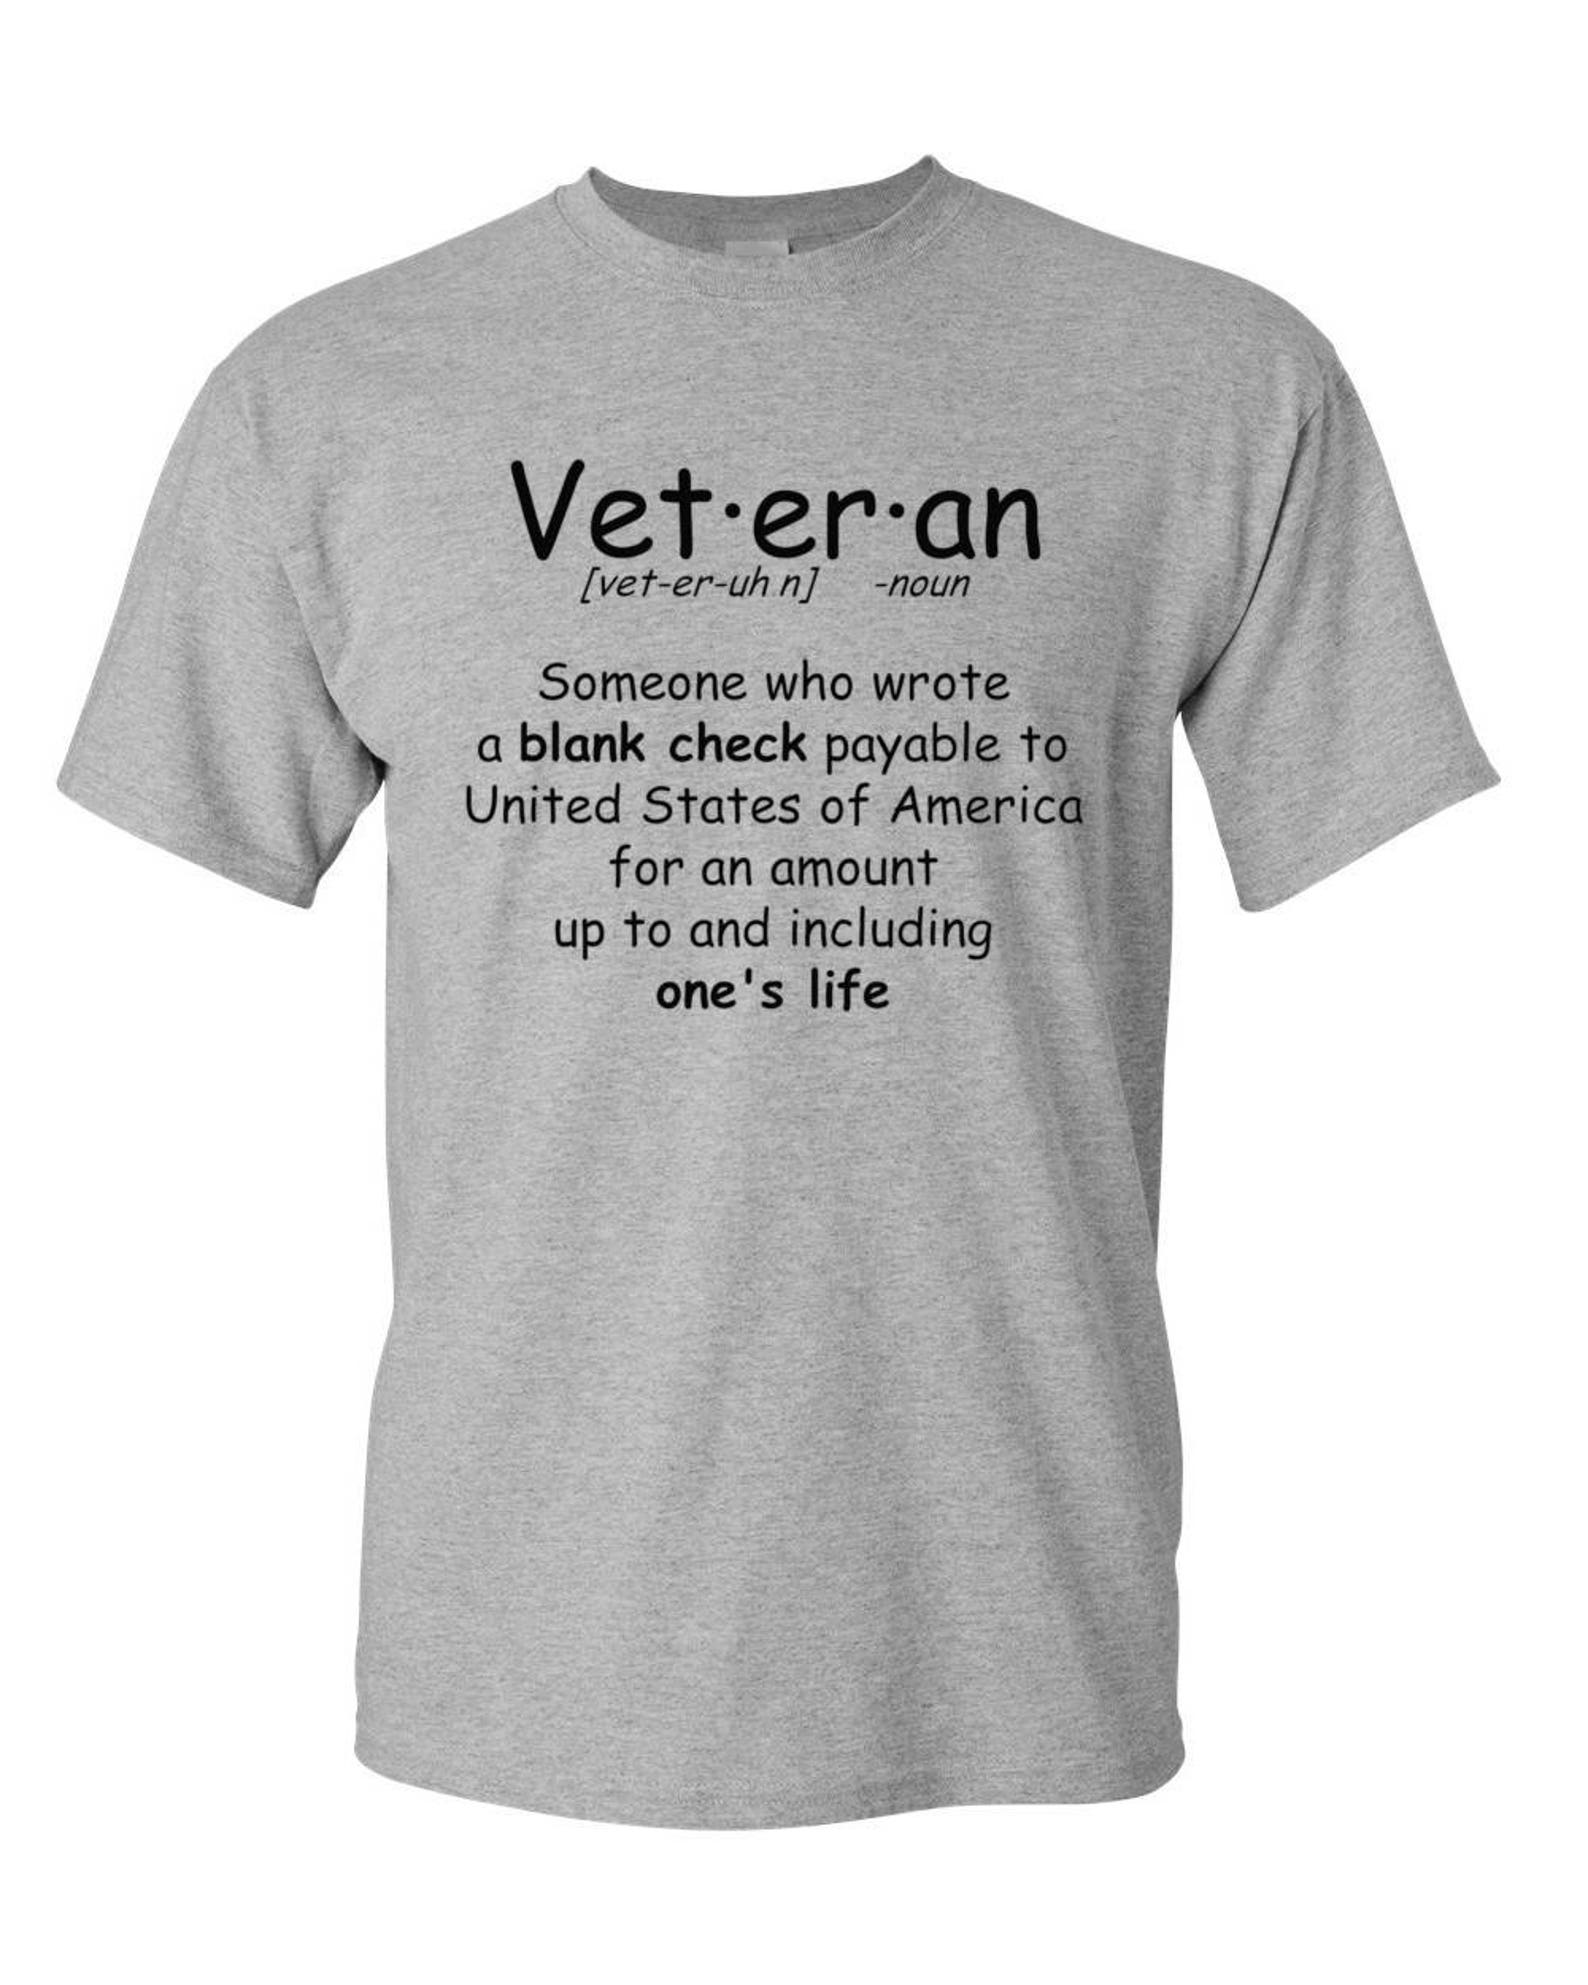 Vet·er·an
[vet-er-uh n] -noun
Someone who wrote
a blank check payable to
United States of America
for an amount
up to and including
one's life